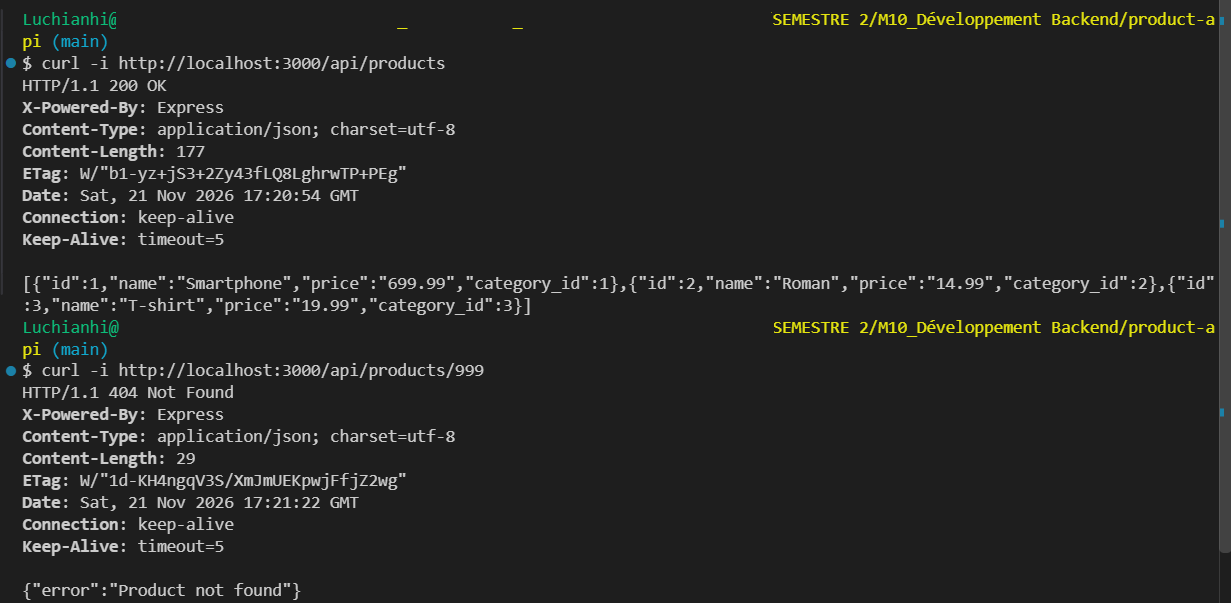 Luchianhi@ _ _ SEMESTRE 2/M10_Développement Backend/product-a
pi (main)
$ curl -i http://localhost:3000/api/products
HTTP/1.1 200 OK
X-Powered-By: Express
Content-Type: application/json; charset=utf-8
Content-Length: 177
ETag: W/"b1-yz+jS3+2Zy43fLQ8LghrwTP+PEg"
Date: Sat, 21 Nov 2026 17:20:54 GMT
Connection: keep-alive
Keep-Alive: timeout=5
[{"id":1,"name":"Smartphone","price":"699.99","category_id":1},{"id":2,"name":"Roman","price":"14.99","category_id":2},{"id"
:3,"name":"T-shirt","price":"19.99","category_id":3}]
Luchianhi@ SEMESTRE 2/M10_Développement Backend/product-a
pi (main)
$ curl -i http://localhost:3000/api/products/999
HTTP/1.1 404 Not Found
X-Powered-By: Express
Content-Type: application/json; charset=utf-8
Content-Length: 29
ETag: W/"1d-KH4ngqV3S/XmJmUEKpwjFfjZ2wg"
Date: Sat, 21 Nov 2026 17:21:22 GMT
Connection: keep-alive
Keep-Alive: timeout=5
{"error":"Product not found"}